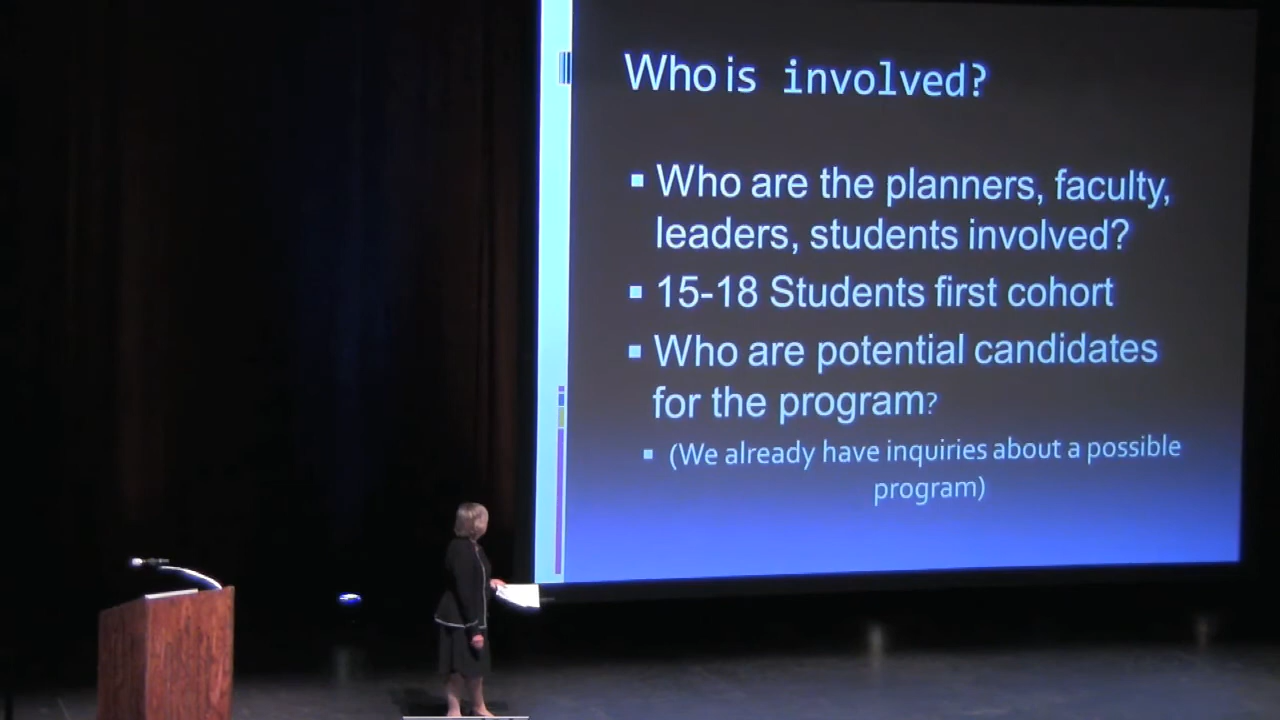 Who is involved?
▪ Who are the planners, faculty,
leaders, students involved?
▪ 15-18 Students first cohort
▪ Who are potential candidates
for the program?
▪ (We already have inquiries about a possible
program)